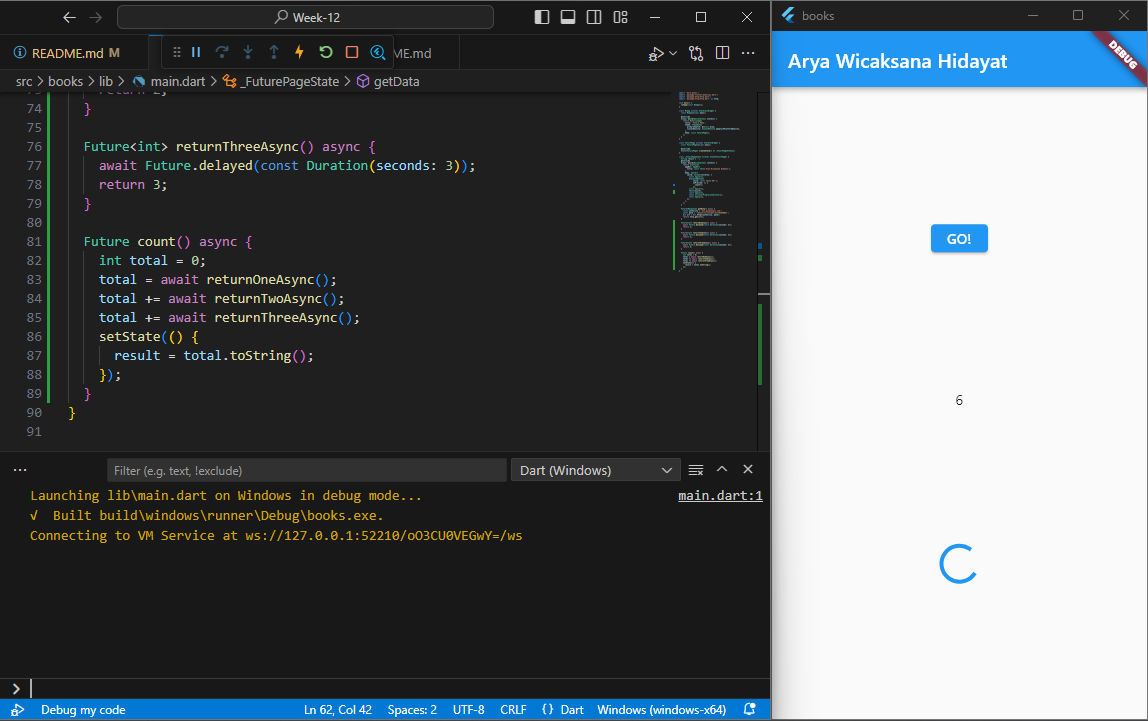 Week-12
README.md M
ME.md
src > books > lib > main.dart > _FuturePageState > getData
74 }
75
76 Future<int> returnThreeAsync() async {
77 await Future.delayed(const Duration(seconds: 3));
78 return 3;
79 }
80
81 Future count() async {
82 int total = 0;
83 total = await returnOneAsync();
84 total += await returnTwoAsync();
85 total += await returnThreeAsync();
86 setState(() {
87 result = total.toString();
88 });
89 }
90 }
91
Filter (e.g. text, !exclude)
Dart (Windows)
Launching lib\main.dart on Windows in debug mode...
main.dart:1
√ Built build\windows\runner\Debug\books.exe.
Connecting to VM Service at ws://127.0.0.1:52210/oO3CU0VEGwY=/ws
Debug my code
Ln 62, Col 42
Spaces: 2
UTF-8
CRLF
{} Dart
Windows (windows-x64)
books
Arya Wicaksana Hidayat
DEBUG
GO!
6